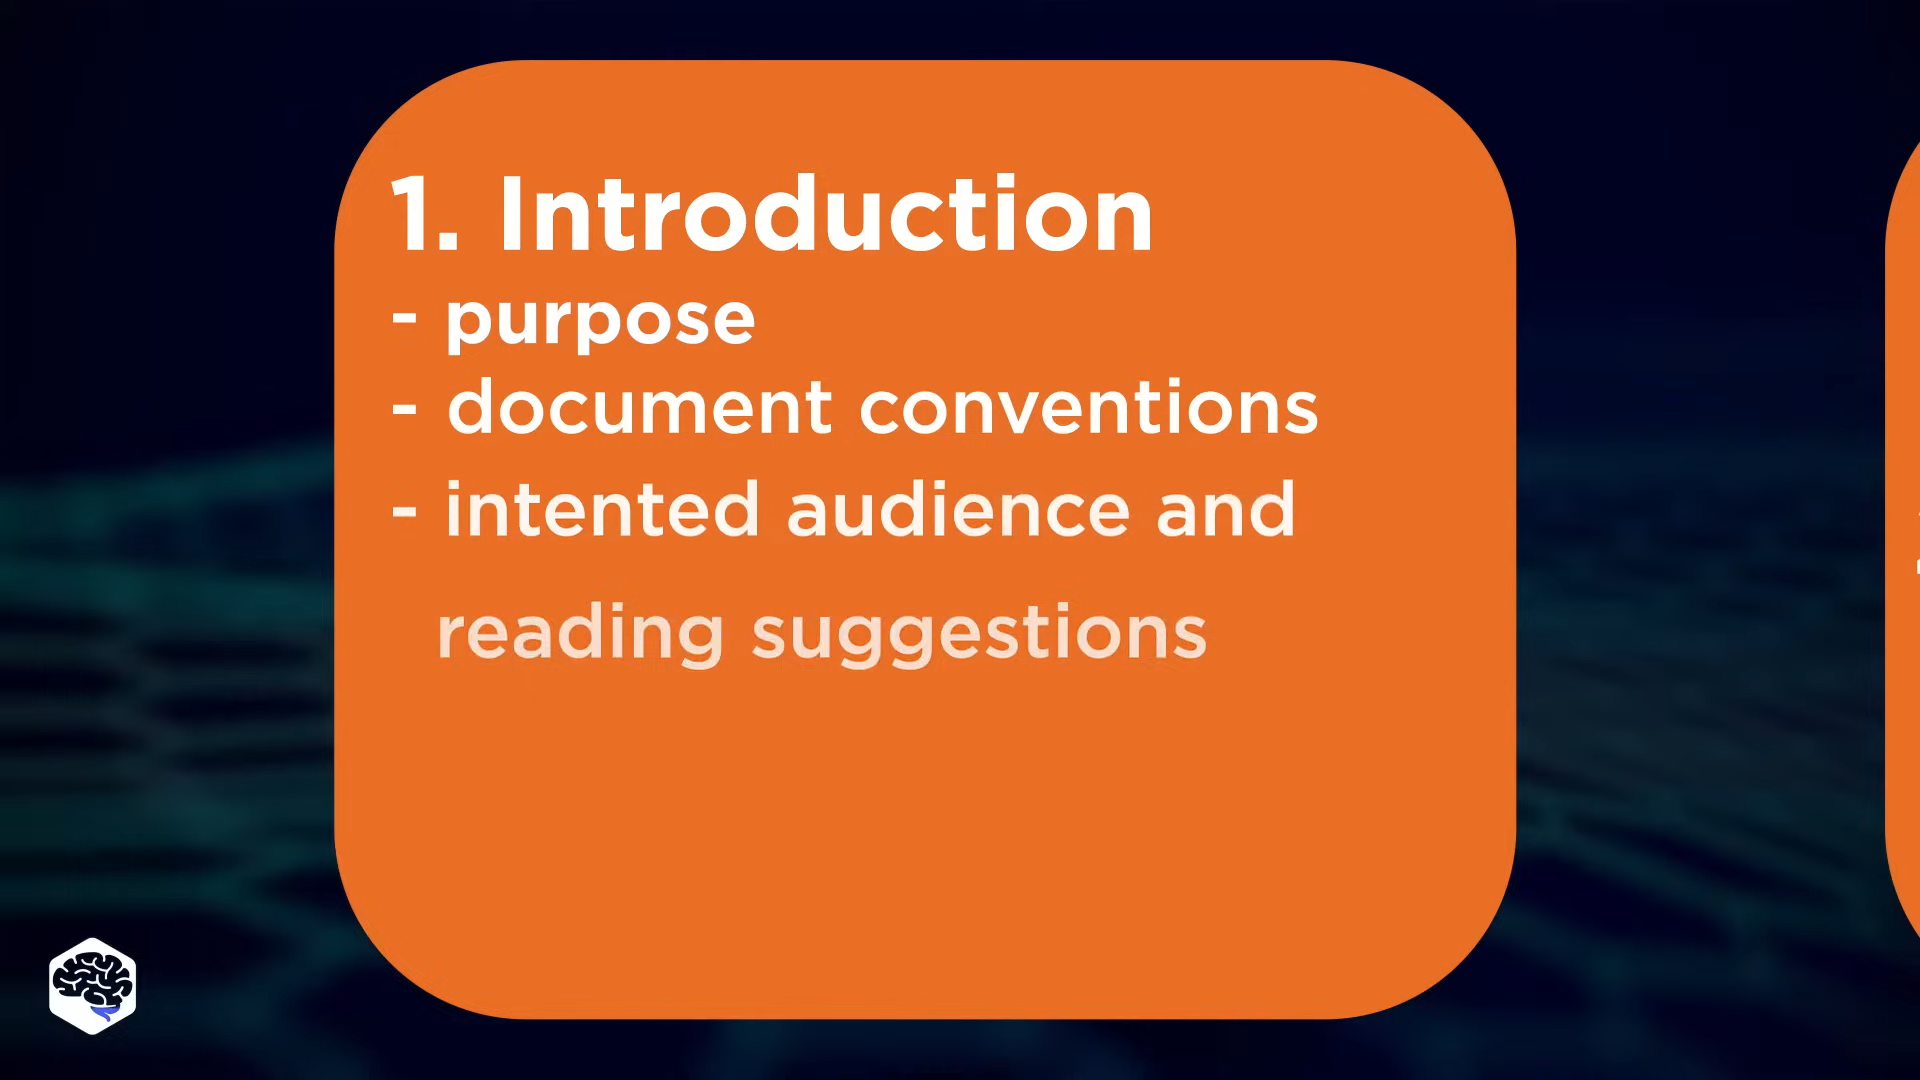 1. Introduction
- purpose
- document conventions
- intented audience and
reading suggestions